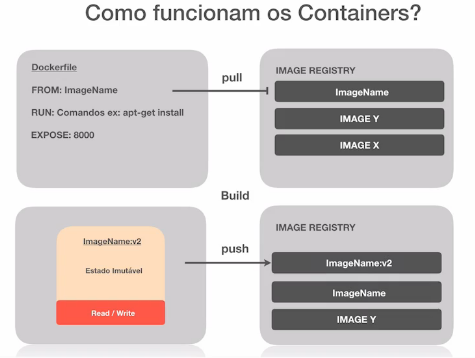 Como funcionam os Containers?
Dockerfile
FROM: ImageName
RUN: Comandos ex: apt-get install
EXPOSE: 8000
pull
IMAGE REGISTRY
ImageName
IMAGE Y
IMAGE X
Build
ImageName:v2
Estado Imutável
Read / Write
push
IMAGE REGISTRY
ImageName:v2
ImageName
IMAGE Y